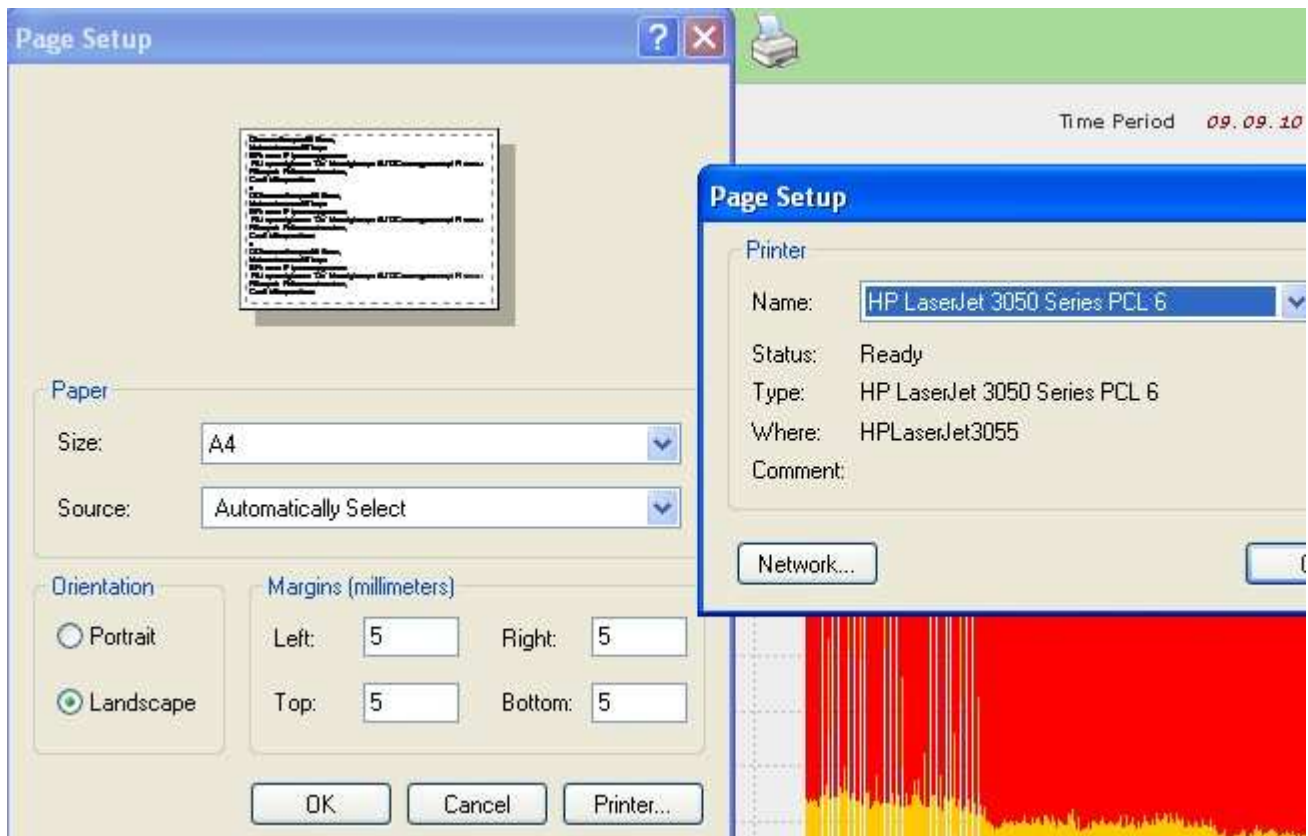 Page Setup
Time Period 09.09.10
Page Setup
Printer
Name: HP LaserJet 3050 Series PCL 6
Status: Ready
Type: HP LaserJet 3050 Series PCL 6
Where: HPLaserJet3055
Comment:
Network...
Paper
Size: A4
Source: Automatically Select
Orientation
Portrait
Landscape
Margins (millimeters)
Left: 5 Right: 5
Top: 5 Bottom: 5
OK Cancel Printer...